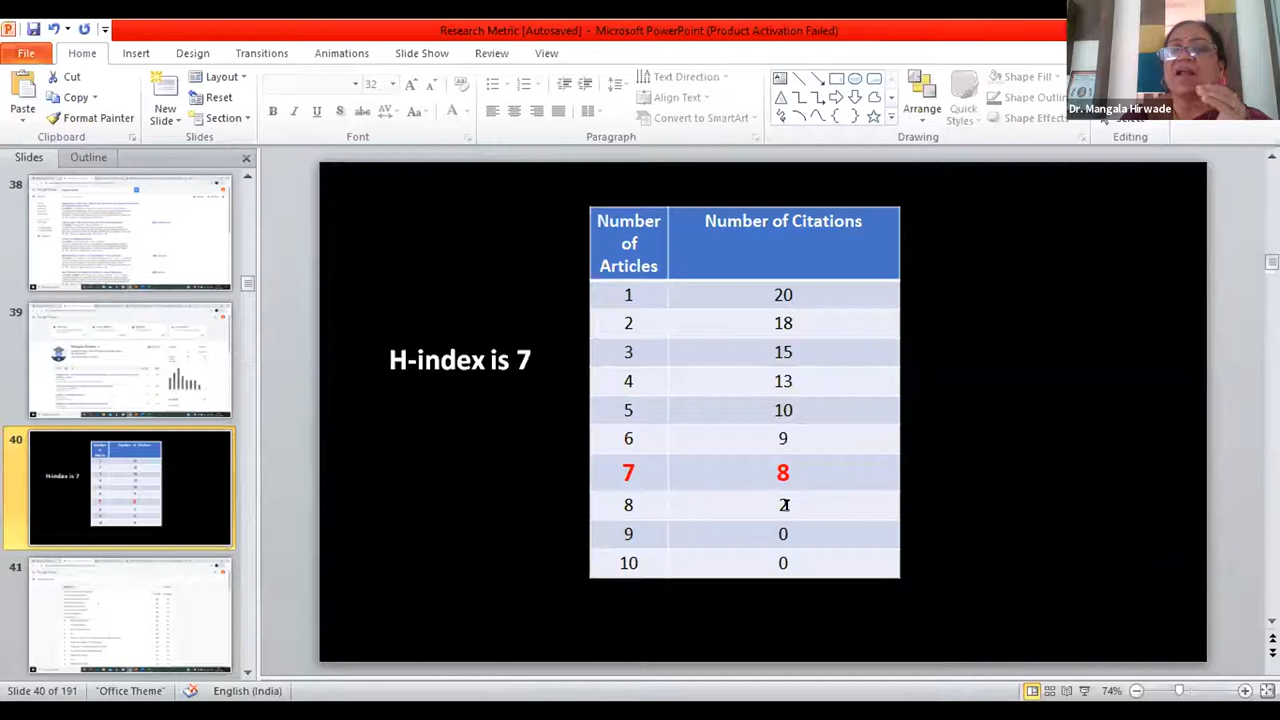 Research Metric [Autosaved] - Microsoft PowerPoint (Product Activation Failed)
File Home Insert Design Transitions Animations Slide Show Review View
Cut
Copy
Format Painter
Paste
Clipboard
New
Slide
Layout
Reset
Section
Slides
32
B I U S abc AV Aa A
Font
Text Direction
Align Text
Convert to SmartArt
Paragraph
Arrange
Quick
Styles
Shape Fill
Shape Outlin
Shape Effects
Drawing
Editing
Dr. Mangala Hirwade
Slides Outline
38
39
40
41
H-index is 7
Number
of
Articles
Number of Citations
1 20
2 18
3 15
4 13
5 10
6 9
7 8
8 2
9 0
10 0
Slide 40 of 191 "Office Theme" English (India) 74%